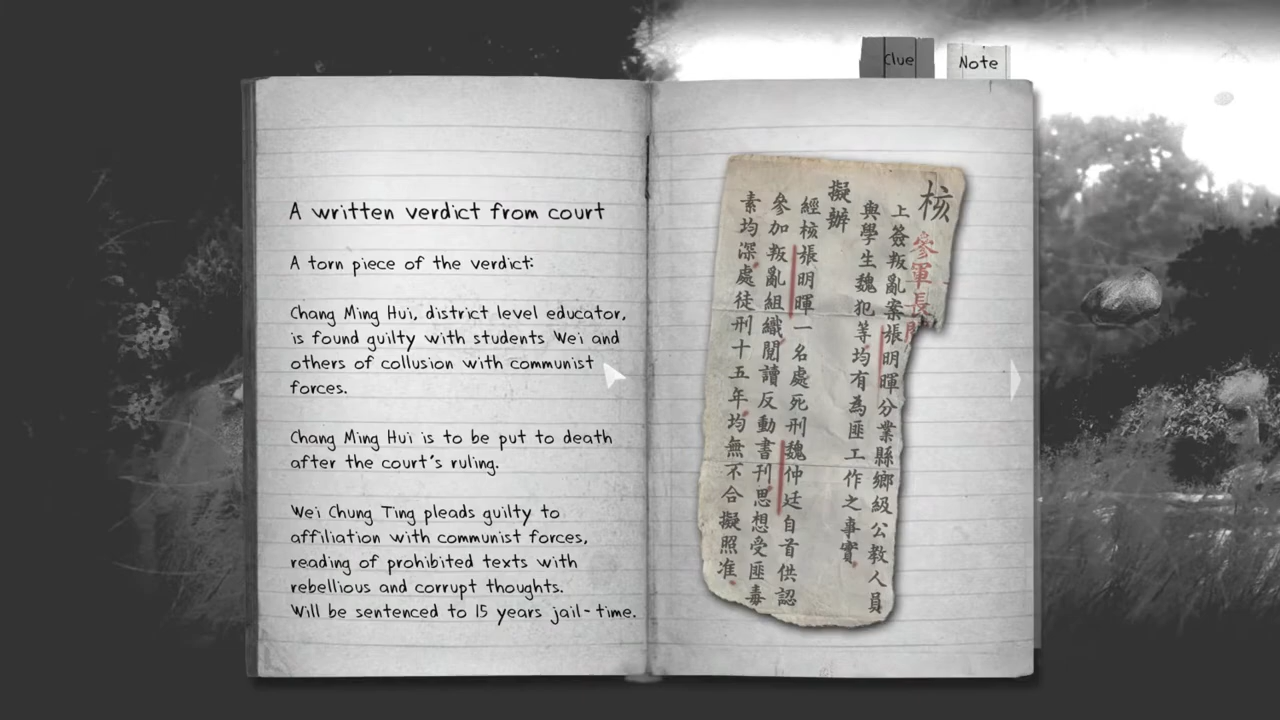 Clue
Note
A written verdict from court
A torn piece of the verdict:
Chang Ming Hui, district level educator,
is found guilty with students Wei and
others of collusion with communist
forces.
Chang Ming Hui is to be put to death
after the court's ruling.
Wei Chung Ting pleads guilty to
affiliation with communist forces,
reading of prohibited texts with
rebellious and corrupt thoughts.
Will be sentenced to 15 years jail-time.
核
參軍長
上簽叛亂案張明暉分業縣鄉級公教人員
與學生魏犯等均有為匪工作之事實
擬辦
經核張明暉一名處死刑魏仲廷自首供認
參加叛亂組織閱讀反動書刊思想受匪毒
素均深處徒刑十五年均無不合擬照准